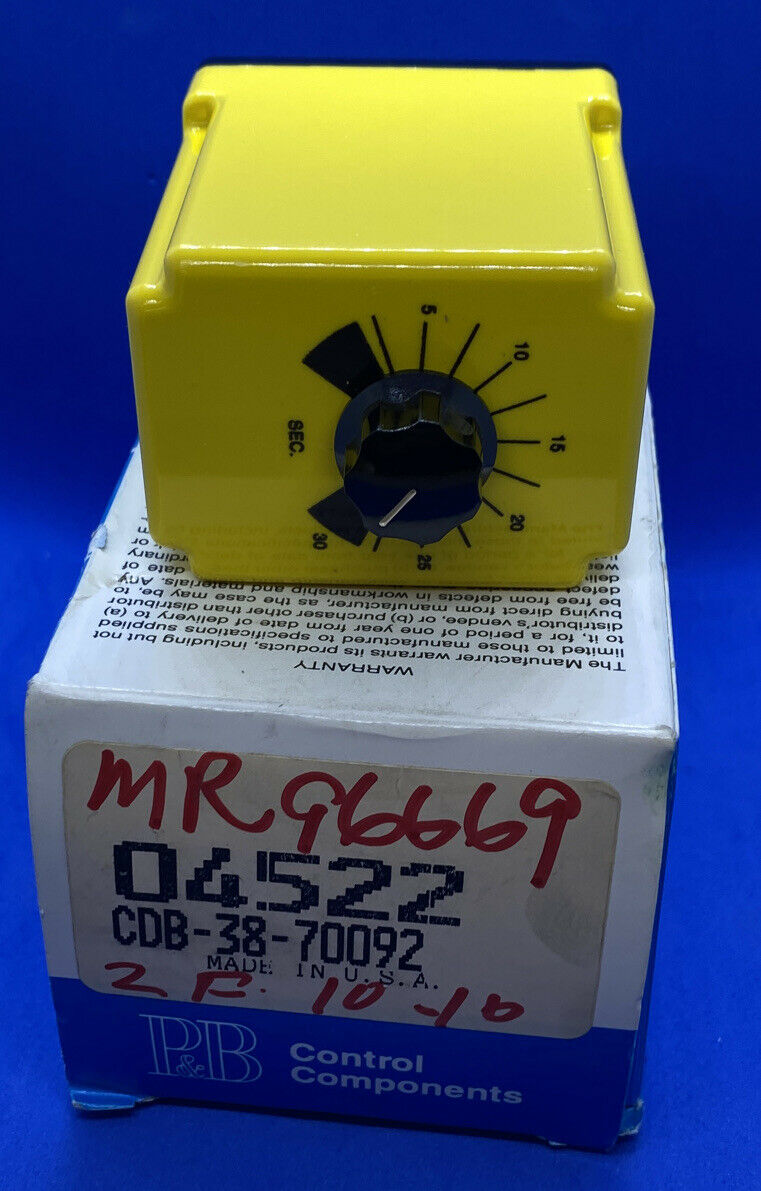 5
10
15
20
25
30
SEC.
WARRANTY
The Manufacturer warrants its products, including, but not
limited to those manufactured to specifications supplied
to it, for a period of one year from date of delivery to (a)
distributor's vendee, or (b) purchaser other than distributor
buying direct from manufacturer, as the case may be, to
be free from defects in workmanship and materials. Any
MR 96669
04522
CDB-38-70092
MADE IN U.S.A.
2 F. 10-10
P&B
Control
Components